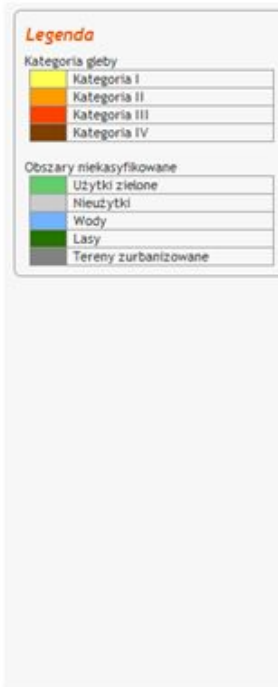 Legenda
Kategoria gleby
Kategoria I
Kategoria II
Kategoria III
Kategoria IV
Obszary niekasyfikowane
Użytki zielone
Nieużytki
Wody
Lasy
Tereny zurbanizowane